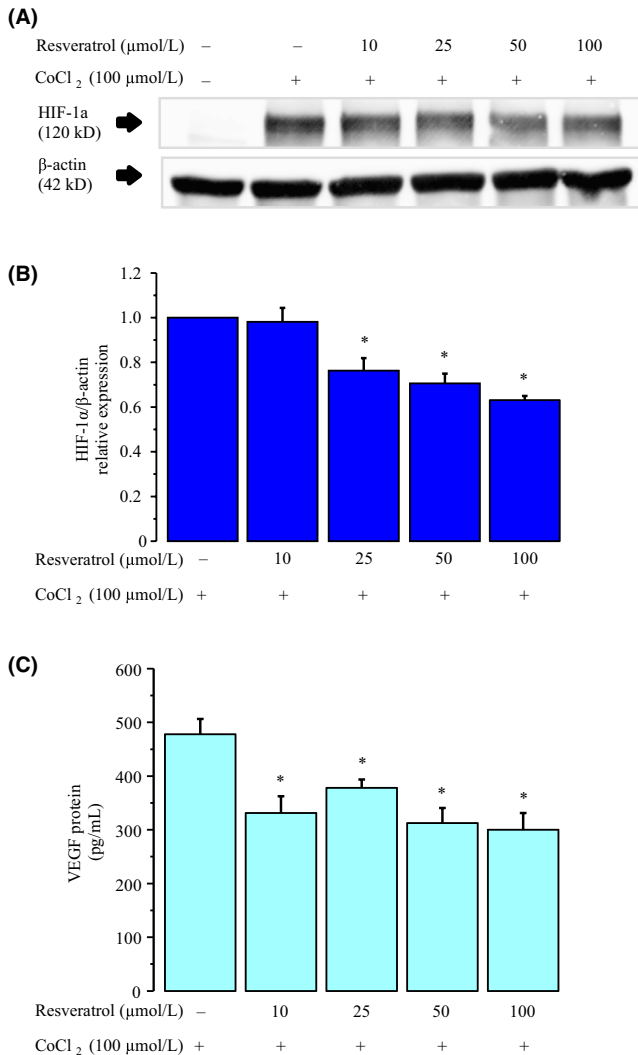 (A)
Resveratrol (µmol/L) – – 10 25 50 100
CoCl 2 (100 µmol/L) – + + + + +
HIF-1a
(120 kD)
β-actin
(42 kD)
(B)
1.2
1.0
0.8
0.6
0.4
0.2
0
HIF-1α/β-actin
relative expression
* * *
Resveratrol (µmol/L) – 10 25 50 100
CoCl 2 (100 µmol/L) + + + + +
(C)
600
500
400
300
200
100
0
VEGF protein
(pg/mL)
* * * *
Resveratrol (µmol/L) – 10 25 50 100
CoCl 2 (100 µmol/L) + + + + +